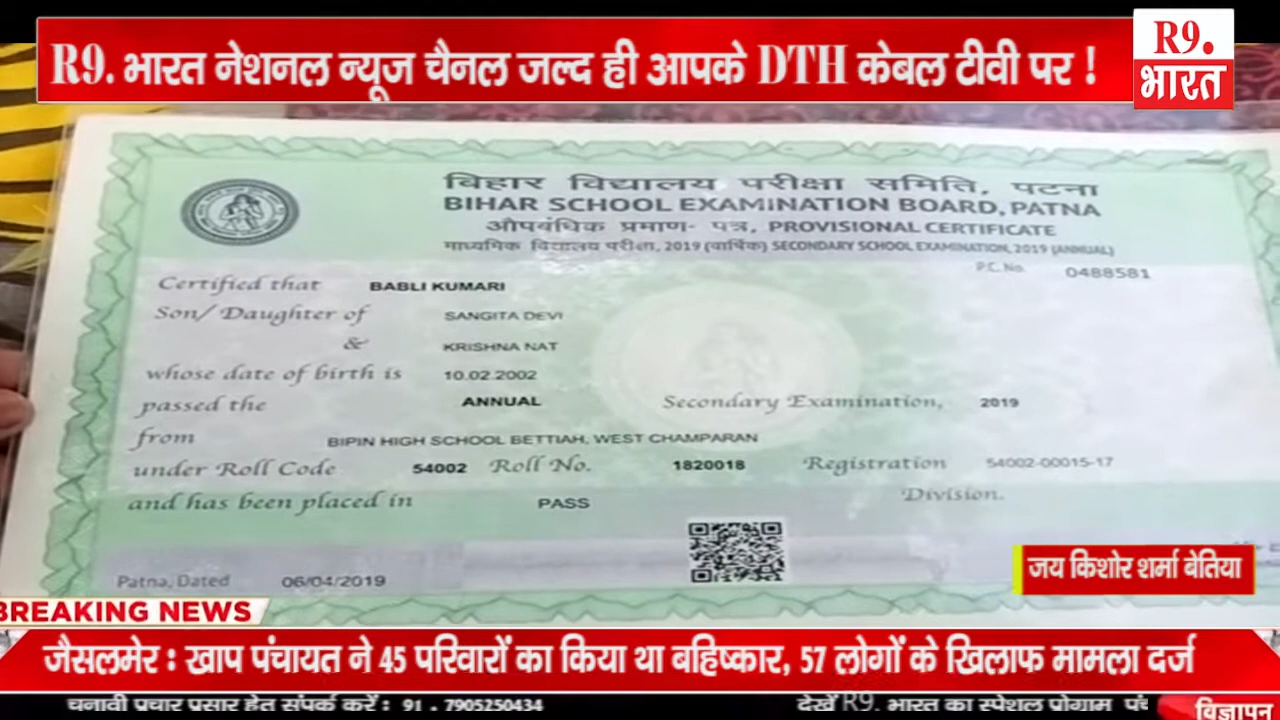 R9. भारत नेशनल न्यूज चैनल जल्द ही आपके DTH केबल टीवी पर !
R9.
भारत
बिहार विद्यालय परीक्षा समिति, पटना
BIHAR SCHOOL EXAMINATION BOARD, PATNA
औपबंधिक प्रमाण- पत्र, PROVISIONAL CERTIFICATE
माध्यमिक विद्यालय परीक्षा, 2019 (वार्षिक) SECONDARY SCHOOL EXAMINATION, 2019 (ANNUAL)
P.C. No. 0488581
Certified that BABLI KUMARI
Son/ Daughter of SANGITA DEVI
& KRISHNA NAT
whose date of birth is 10.02.2002
passed the ANNUAL Secondary Examination, 2019
from BIPIN HIGH SCHOOL BETTIAH, WEST CHAMPARAN
under Roll Code 54002 Roll No. 1820018 Registration 54002-00015-17
and has been placed in PASS Division.
Patna, Dated 06/04/2019
जय किशोर शर्मा बेतिया
BREAKING NEWS
जैसलमेर : खाप पंचायत ने 45 परिवारों का किया था बहिष्कार, 57 लोगों के खिलाफ मामला दर्ज
चुनावी प्रचार प्रसार हेतु संपर्क करें : 91 . 7905250434 देखें R9. भारत का स्पेशल प्रोग्राम
विज्ञापन